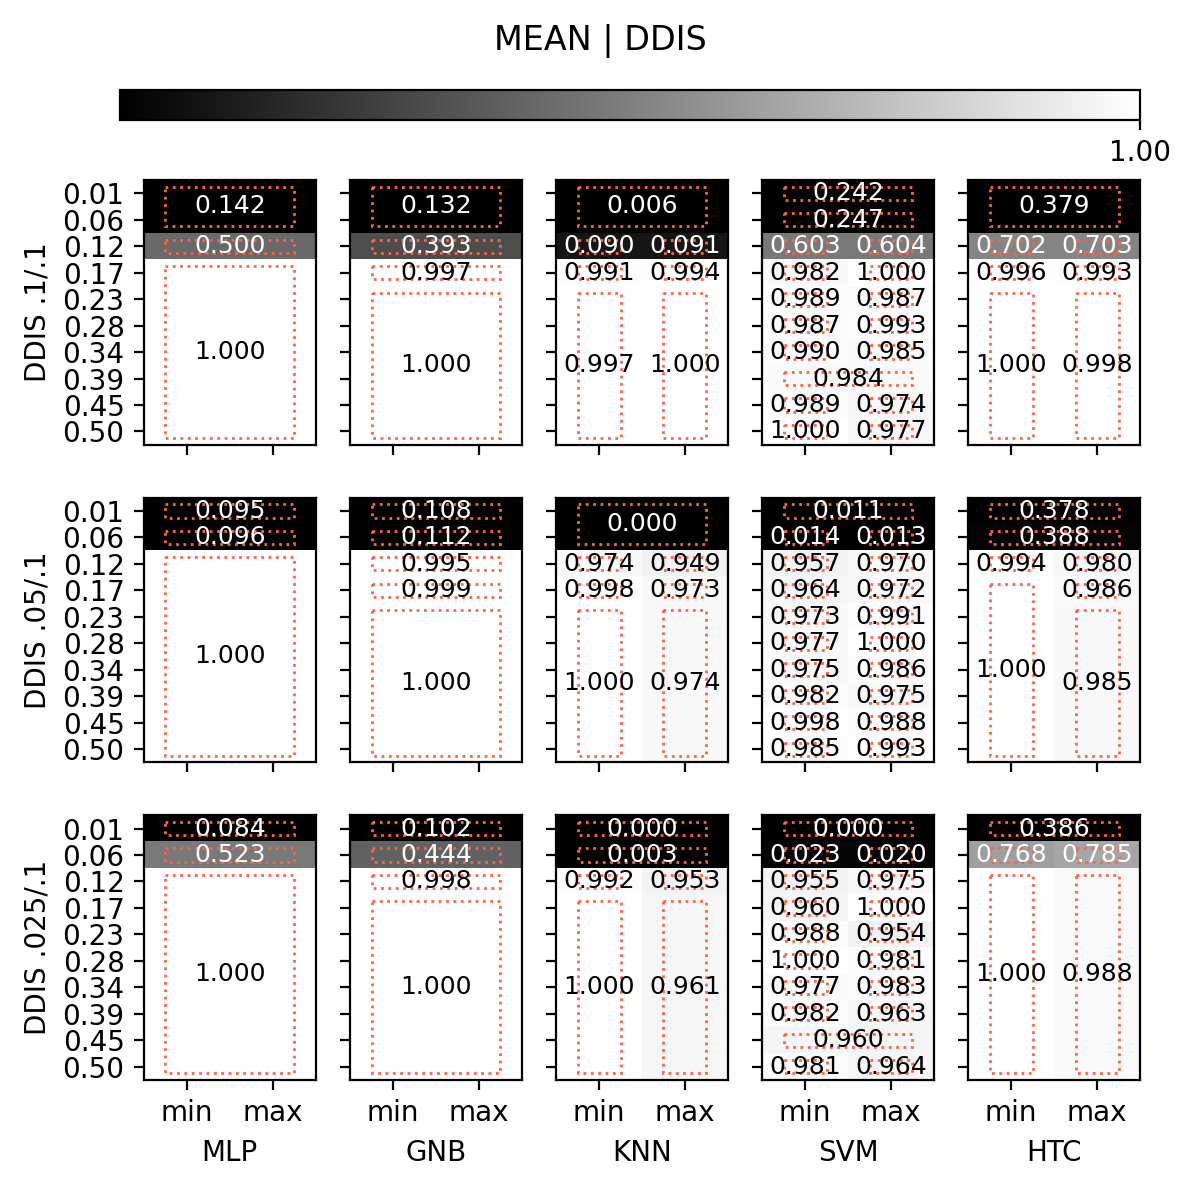 MEAN | DDIS
1.00
DDIS .1/.1
0.01 0.142 0.132 0.006 0.242 0.379
0.06 0.247
0.12 0.500 0.393 0.090 0.091 0.603 0.604 0.702 0.703
0.17 0.997 0.991 0.994 0.982 1.000 0.996 0.993
0.23 0.989 0.987
0.28 0.987 0.993
0.34 1.000 1.000 0.997 1.000 0.990 0.985 1.000 0.998
0.39 0.984
0.45 0.989 0.974
0.50 1.000 0.977
DDIS .05/.1
0.01 0.095 0.108 0.000 0.011 0.378
0.06 0.096 0.112 0.014 0.013 0.388
0.12 0.995 0.974 0.949 0.957 0.970 0.994 0.980
0.17 0.999 0.998 0.973 0.964 0.972 0.986
0.23 0.973 0.991
0.28 0.977 1.000
0.34 1.000 0.975 0.986 1.000
0.39 1.000 1.000 0.974 0.982 0.975 0.985
0.45 0.998 0.988
0.50 0.985 0.993
DDIS .025/.1
0.01 0.084 0.102 0.000 0.000 0.386
0.06 0.523 0.444 0.003 0.023 0.020 0.768 0.785
0.12 0.998 0.992 0.953 0.955 0.975
0.17 0.960 1.000
0.23 0.988 0.954
0.28 1.000 1.000 0.981 1.000 0.988
0.34 1.000 1.000 0.961 0.977 0.983
0.39 0.982 0.963
0.45 0.960
0.50 0.981 0.964
min max min max min max min max min max
MLP GNB KNN SVM HTC